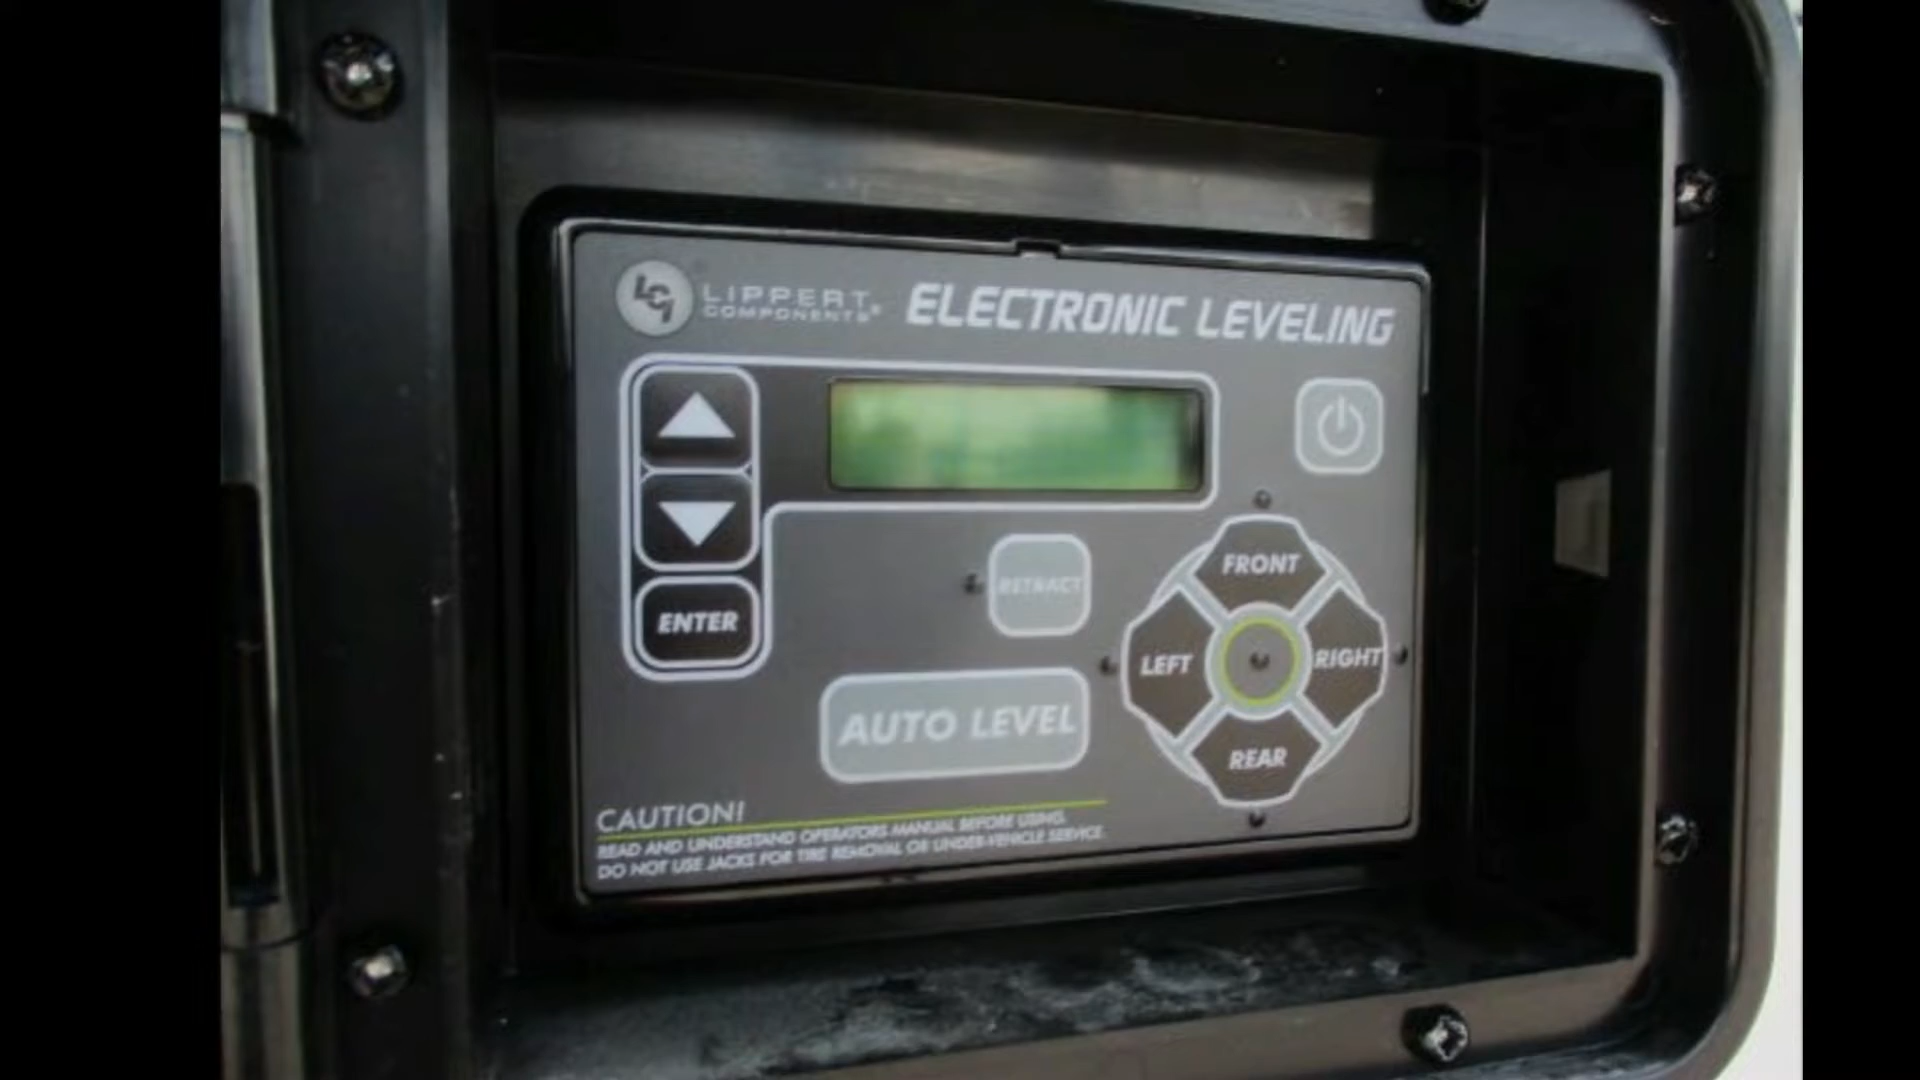 LCI
LIPPERT
COMPONENTS®
ELECTRONIC LEVELING
ENTER
RETRACT
FRONT
LEFT
RIGHT
REAR
AUTO LEVEL
CAUTION!
READ AND UNDERSTAND OPERATORS MANUAL BEFORE USING.
DO NOT USE JACKS FOR TIRE REMOVAL OR UNDER VEHICLE SERVICE.